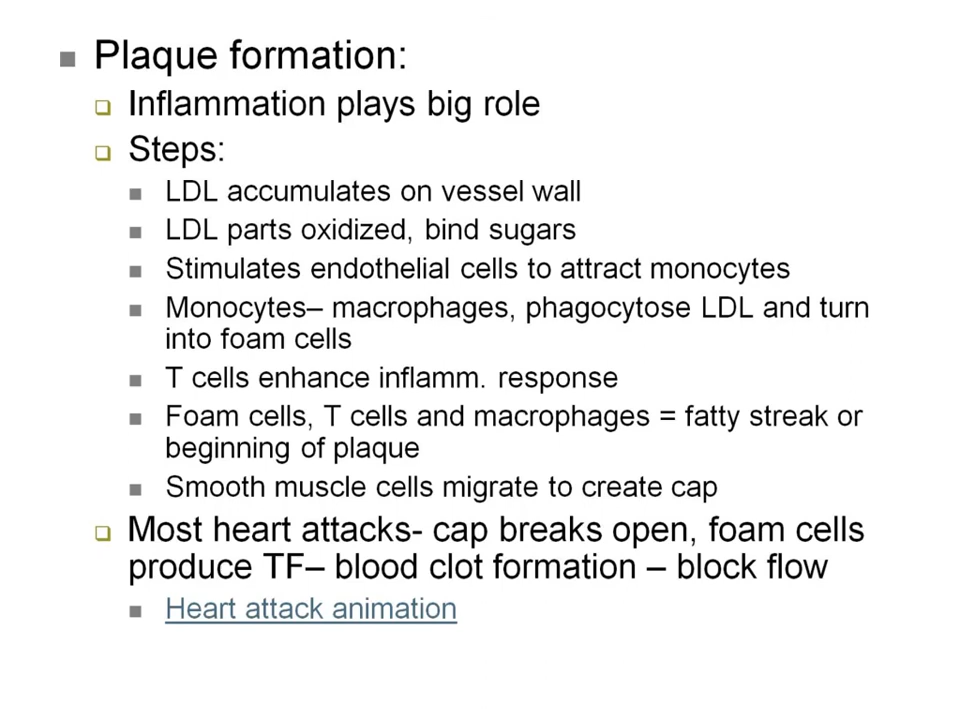 Plaque formation:
Inflammation plays big role
Steps:
LDL accumulates on vessel wall
LDL parts oxidized, bind sugars
Stimulates endothelial cells to attract monocytes
Monocytes– macrophages, phagocytose LDL and turn
into foam cells
T cells enhance inflamm. response
Foam cells, T cells and macrophages = fatty streak or
beginning of plaque
Smooth muscle cells migrate to create cap
Most heart attacks- cap breaks open, foam cells
produce TF– blood clot formation – block flow
Heart attack animation